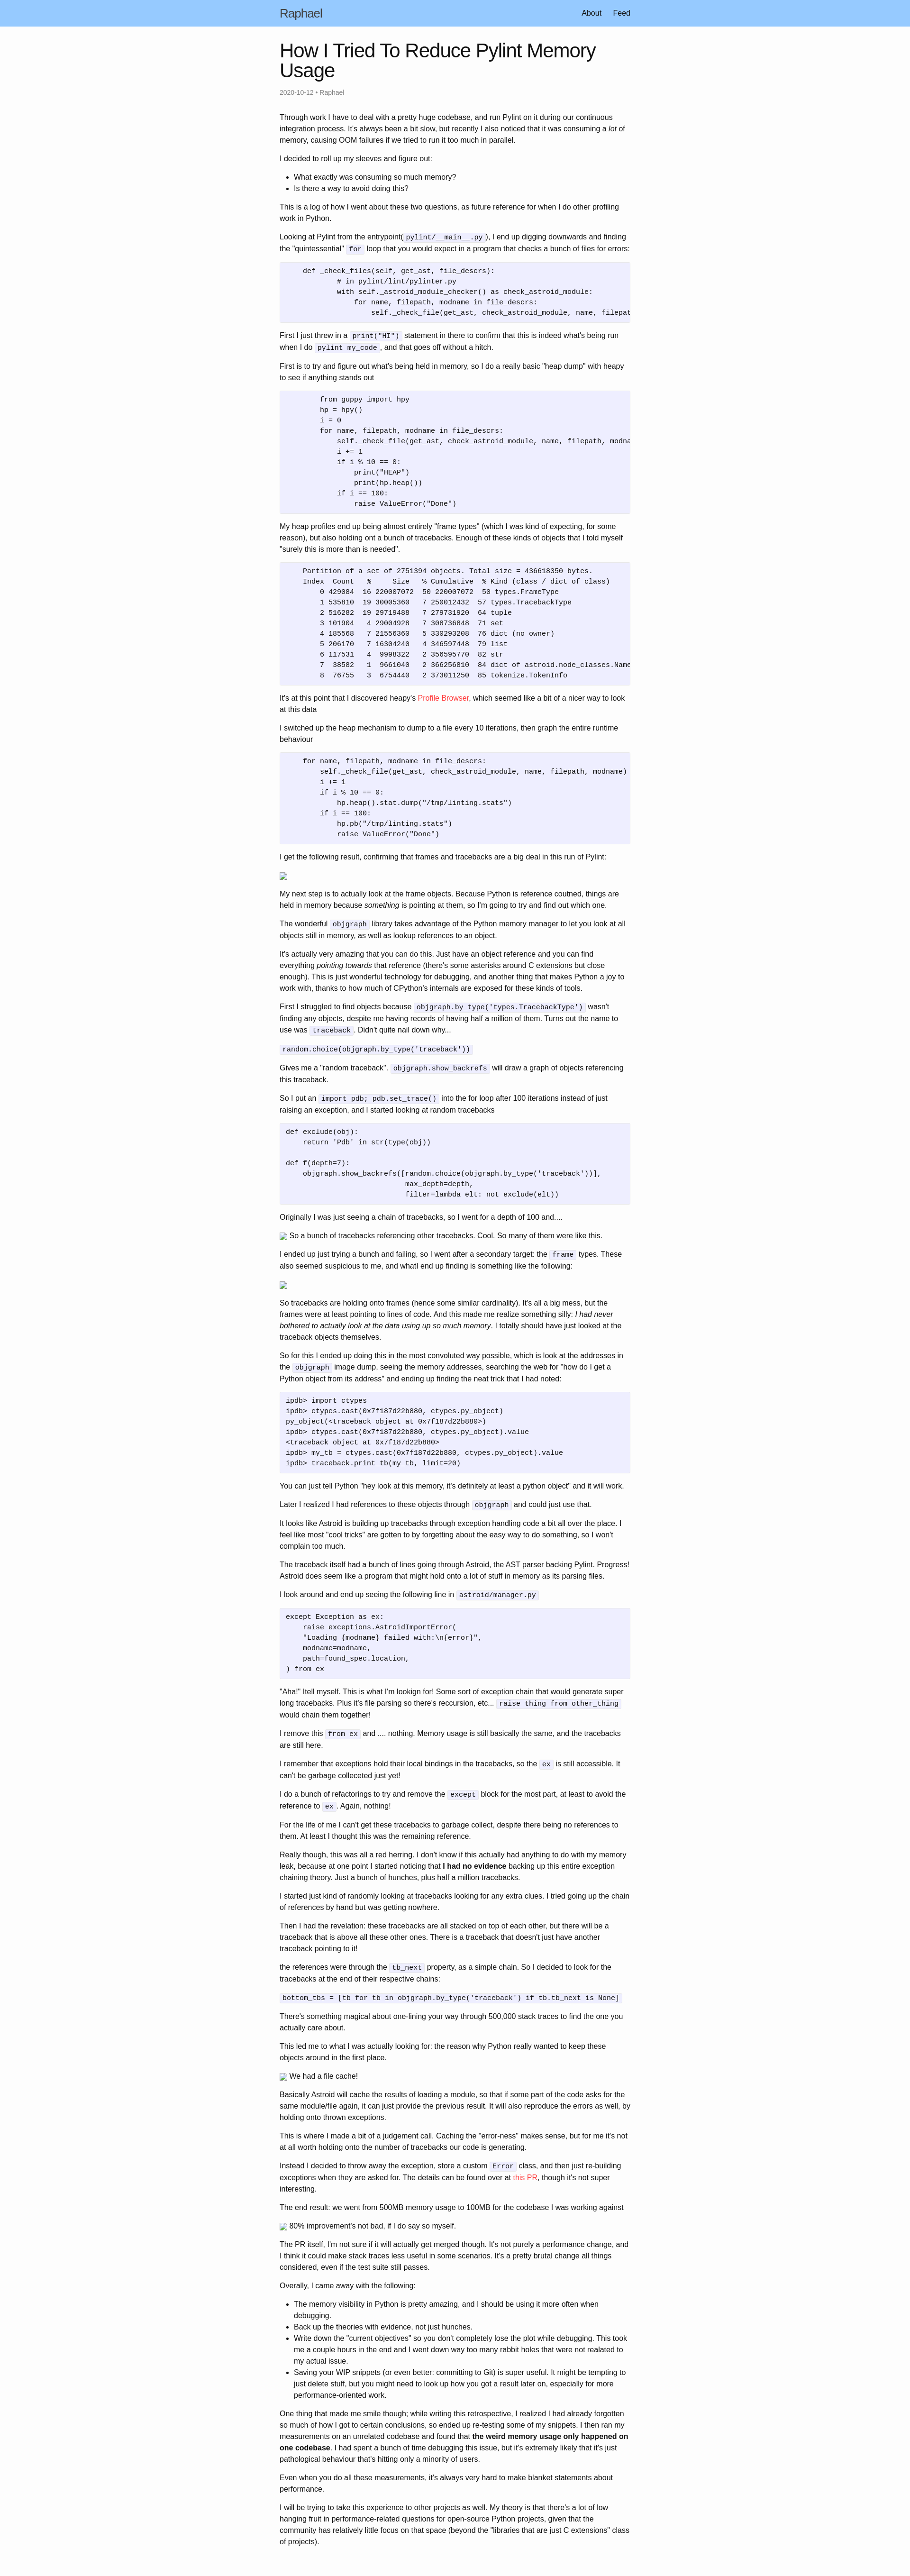 Raphael
About Feed
How I Tried To Reduce Pylint Memory
Usage
2020-10-12 • Raphael
Through work I have to deal with a pretty huge codebase, and run Pylint on it during our continuous
integration process. It's always been a bit slow, but recently I also noticed that it was consuming a lot of
memory, causing OOM failures if we tried to run it too much in parallel.
I decided to roll up my sleeves and figure out:
• What exactly was consuming so much memory?
• Is there a way to avoid doing this?
This is a log of how I went about these two questions, as future reference for when I do other profiling
work in Python.
Looking at Pylint from the entrypoint( pylint/__main__.py ), I end up digging downwards and finding
the "quintessential" for loop that you would expect in a program that checks a bunch of files for errors:
def _check_files(self, get_ast, file_descrs):
# in pylint/lint/pylinter.py
with self._astroid_module_checker() as check_astroid_module:
for name, filepath, modname in file_descrs:
self._check_file(get_ast, check_astroid_module, name, filepat
First I just threw in a print("HI") statement in there to confirm that this is indeed what's being run
when I do pylint my_code, and that goes off without a hitch.
First is to try and figure out what's being held in memory, so I do a really basic "heap dump" with heapy
to see if anything stands out
from guppy import hpy
hp = hpy()
i = 0
for name, filepath, modname in file_descrs:
self._check_file(get_ast, check_astroid_module, name, filepath, modna
i += 1
if i % 10 == 0:
print("HEAP")
print(hp.heap())
if i == 100:
raise ValueError("Done")
My heap profiles end up being almost entirely "frame types" (which I was kind of expecting, for some
reason), but also holding ont a bunch of tracebacks. Enough of these kinds of objects that I told myself
"surely this is more than is needed".
Partition of a set of 2751394 objects. Total size = 436618350 bytes.
Index  Count   %     Size   % Cumulative  % Kind (class / dict of class)
0 429084  16 220007072  50 220007072  50 types.FrameType
1 535810  19 30005360   7 250012432  57 types.TracebackType
2 516282  19 29719488   7 279731920  64 tuple
3 101904   4 29004928   7 308736848  71 set
4 185568   7 21556360   5 330293208  76 dict (no owner)
5 206170   7 16304240   4 346597448  79 list
6 117531   4  9998322   2 356595770  82 str
7  38582   1  9661040   2 366256810  84 dict of astroid.node_classes.Name
8  76755   3  6754440   2 373011250  85 tokenize.TokenInfo
It's at this point that I discovered heapy's Profile Browser, which seemed like a bit of a nicer way to look
at this data
I switched up the heap mechanism to dump to a file every 10 iterations, then graph the entire runtime
behaviour
for name, filepath, modname in file_descrs:
self._check_file(get_ast, check_astroid_module, name, filepath, modname)
i += 1
if i % 10 == 0:
hp.heap().stat.dump("/tmp/linting.stats")
if i == 100:
hp.pb("/tmp/linting.stats")
raise ValueError("Done")
I get the following result, confirming that frames and tracebacks are a big deal in this run of Pylint:
My next step is to actually look at the frame objects. Because Python is reference coutned, things are
held in memory because something is pointing at them, so I'm going to try and find out which one.
The wonderful objgraph library takes advantage of the Python memory manager to let you look at all
objects still in memory, as well as lookup references to an object.
It's actually very amazing that you can do this. Just have an object reference and you can find
everything pointing towards that reference (there's some asterisks around C extensions but close
enough). This is just wonderful technology for debugging, and another thing that makes Python a joy to
work with, thanks to how much of CPython's internals are exposed for these kinds of tools.
First I struggled to find objects because objgraph.by_type('types.TracebackType') wasn't
finding any objects, despite me having records of having half a million of them. Turns out the name to
use was traceback. Didn't quite nail down why...
random.choice(objgraph.by_type('traceback'))
Gives me a "random traceback". objgraph.show_backrefs will draw a graph of objects referencing
this traceback.
So I put an import pdb; pdb.set_trace() into the for loop after 100 iterations instead of just
raising an exception, and I started looking at random tracebacks
def exclude(obj):
return 'Pdb' in str(type(obj))
def f(depth=7):
objgraph.show_backrefs([random.choice(objgraph.by_type('traceback'))],
max_depth=depth,
filter=lambda elt: not exclude(elt))
Originally I was just seeing a chain of tracebacks, so I went for a depth of 100 and....
So a bunch of tracebacks referencing other tracebacks. Cool. So many of them were like this.
I ended up just trying a bunch and failing, so I went after a secondary target: the frame types. These
also seemed suspicious to me, and whatI end up finding is something like the following:
So tracebacks are holding onto frames (hence some similar cardinality). It's all a big mess, but the
frames were at least pointing to lines of code. And this made me realize something silly: I had never
bothered to actually look at the data using up so much memory. I totally should have just looked at the
traceback objects themselves.
So for this I ended up doing this in the most convoluted way possible, which is look at the addresses in
the objgraph image dump, seeing the memory addresses, searching the web for "how do I get a
Python object from its address" and ending up finding the neat trick that I had noted:
ipdb> import ctypes
ipdb> ctypes.cast(0x7f187d22b880, ctypes.py_object)
py_object(<traceback object at 0x7f187d22b880>)
ipdb> ctypes.cast(0x7f187d22b880, ctypes.py_object).value
<traceback object at 0x7f187d22b880>
ipdb> my_tb = ctypes.cast(0x7f187d22b880, ctypes.py_object).value
ipdb> traceback.print_tb(my_tb, limit=20)
You can just tell Python "hey look at this memory, it's definitely at least a python object" and it will work.
Later I realized I had references to these objects through objgraph and could just use that.
It looks like Astroid is building up tracebacks through exception handling code a bit all over the place. I
feel like most "cool tricks" are gotten to by forgetting about the easy way to do something, so I won't
complain too much.
The traceback itself had a bunch of lines going through Astroid, the AST parser backing Pylint. Progress!
Astroid does seem like a program that might hold onto a lot of stuff in memory as its parsing files.
I look around and end up seeing the following line in astroid/manager.py
except Exception as ex:
raise exceptions.AstroidImportError(
"Loading {modname} failed with:\n{error}",
modname=modname,
path=found_spec.location,
) from ex
"Aha!" Itell myself. This is what I'm lookign for! Some sort of exception chain that would generate super
long tracebacks. Plus it's file parsing so there's reccursion, etc... raise thing from other_thing
would chain them together!
I remove this from ex and .... nothing. Memory usage is still basically the same, and the tracebacks
are still here.
I remember that exceptions hold their local bindings in the tracebacks, so the ex is still accessible. It
can't be garbage colleceted just yet!
I do a bunch of refactorings to try and remove the except block for the most part, at least to avoid the
reference to ex. Again, nothing!
For the life of me I can't get these tracebacks to garbage collect, despite there being no references to
them. At least I thought this was the remaining reference.
Really though, this was all a red herring. I don't know if this actually had anything to do with my memory
leak, because at one point I started noticing that I had no evidence backing up this entire exception
chaining theory. Just a bunch of hunches, plus half a million tracebacks.
I started just kind of randomly looking at tracebacks looking for any extra clues. I tried going up the chain
of references by hand but was getting nowhere.
Then I had the revelation: these tracebacks are all stacked on top of each other, but there will be a
traceback that is above all these other ones. There is a traceback that doesn't just have another
traceback pointing to it!
the references were through the tb_next property, as a simple chain. So I decided to look for the
tracebacks at the end of their respective chains:
bottom_tbs = [tb for tb in objgraph.by_type('traceback') if tb.tb_next is None]
There's something magical about one-lining your way through 500,000 stack traces to find the one you
actually care about.
This led me to what I was actually looking for: the reason why Python really wanted to keep these
objects around in the first place.
We had a file cache!
Basically Astroid will cache the results of loading a module, so that if some part of the code asks for the
same module/file again, it can just provide the previous result. It will also reproduce the errors as well, by
holding onto thrown exceptions.
This is where I made a bit of a judgement call. Caching the "error-ness" makes sense, but for me it's not
at all worth holding onto the number of tracebacks our code is generating.
Instead I decided to throw away the exception, store a custom Error class, and then just re-building
exceptions when they are asked for. The details can be found over at this PR, though it's not super
interesting.
The end result: we went from 500MB memory usage to 100MB for the codebase I was working against
80% improvement's not bad, if I do say so myself.
The PR itself, I'm not sure if it will actually get merged though. It's not purely a performance change, and
I think it could make stack traces less useful in some scenarios. It's a pretty brutal change all things
considered, even if the test suite still passes.
Overall, I came away with the following:
• The memory visibility in Python is pretty amazing, and I should be using it more often when
debugging.
• Back up the theories with evidence, not just hunches.
• Write down the "current objectives" so you don't completely lose the plot while debugging. This took
me a couple hours in the end and I went down way too many rabbit holes that were not realated to
my actual issue.
• Saving your WIP snippets (or even better: committing to Git) is super useful. It might be tempting to
just delete stuff, but you might need to look up how you got a result later on, especially for more
performance-oriented work.
One thing that made me smile though; while writing this retrospective, I realized I had already forgotten
so much of how I got to certain conclusions, so ended up re-testing some of my snippets. I then ran my
measurements on an unrelated codebase and found that the weird memory usage only happened on
one codebase. I had spent a bunch of time debugging this issue, but it's extremely likely that it's just
pathological behaviour that's hitting only a minority of users.
Even when you do all these measurements, it's always very hard to make blanket statements about
performance.
I will be trying to take this experience to other projects as well. My theory is that there's a lot of low
hanging fruit in performance-related questions for open-source Python projects, given that the
community has relatively little focus on that space (beyond the "libraries that are just C extensions" class
of projects).